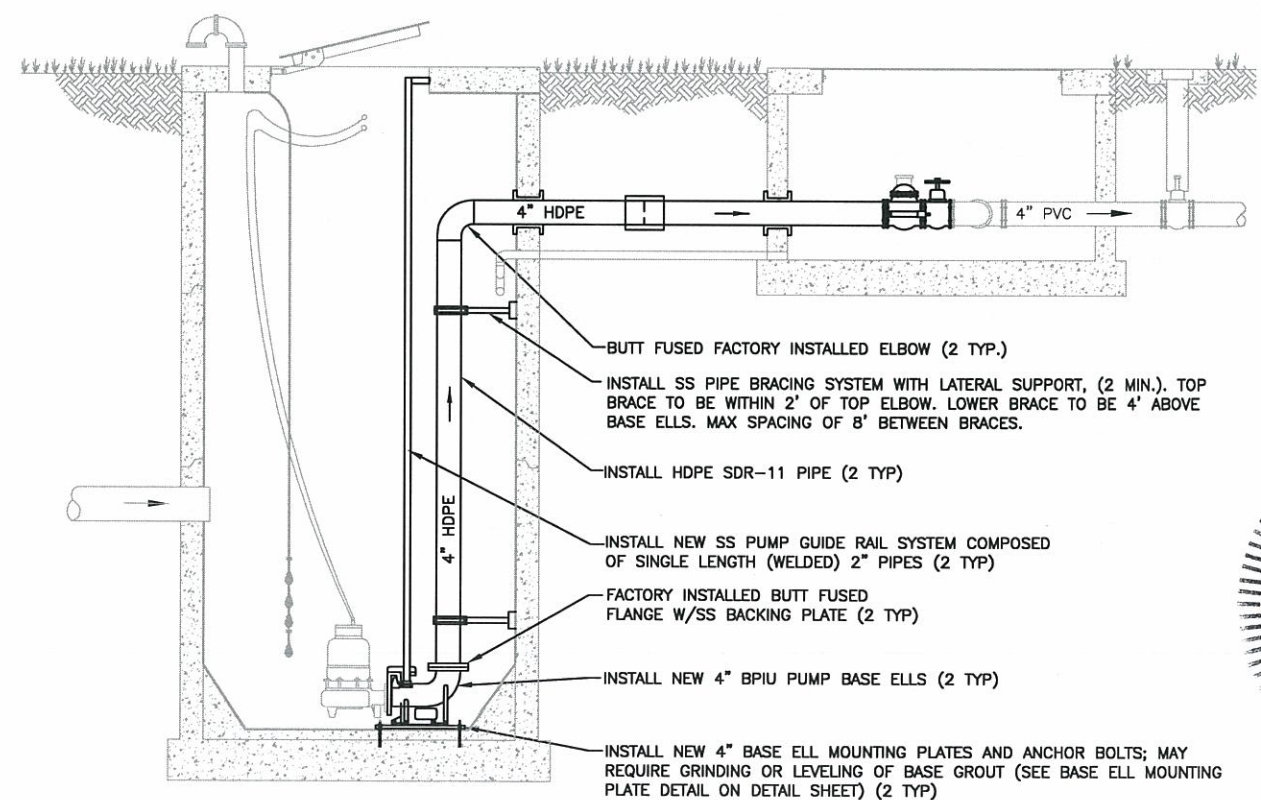 4" HDPE
4" PVC
BUTT FUSED FACTORY INSTALLED ELBOW (2 TYP.)
INSTALL SS PIPE BRACING SYSTEM WITH LATERAL SUPPORT, (2 MIN.). TOP
BRACE TO BE WITHIN 2' OF TOP ELBOW. LOWER BRACE TO BE 4' ABOVE
BASE ELLS. MAX SPACING OF 8' BETWEEN BRACES.
INSTALL HDPE SDR-11 PIPE (2 TYP)
4" HDPE
INSTALL NEW SS PUMP GUIDE RAIL SYSTEM COMPOSED
OF SINGLE LENGTH (WELDED) 2" PIPES (2 TYP)
FACTORY INSTALLED BUTT FUSED
FLANGE W/SS BACKING PLATE (2 TYP)
INSTALL NEW 4" BPIU PUMP BASE ELLS (2 TYP)
INSTALL NEW 4" BASE ELL MOUNTING PLATES AND ANCHOR BOLTS; MAY
REQUIRE GRINDING OR LEVELING OF BASE GROUT (SEE BASE ELL MOUNTING
PLATE DETAIL ON DETAIL SHEET) (2 TYP)